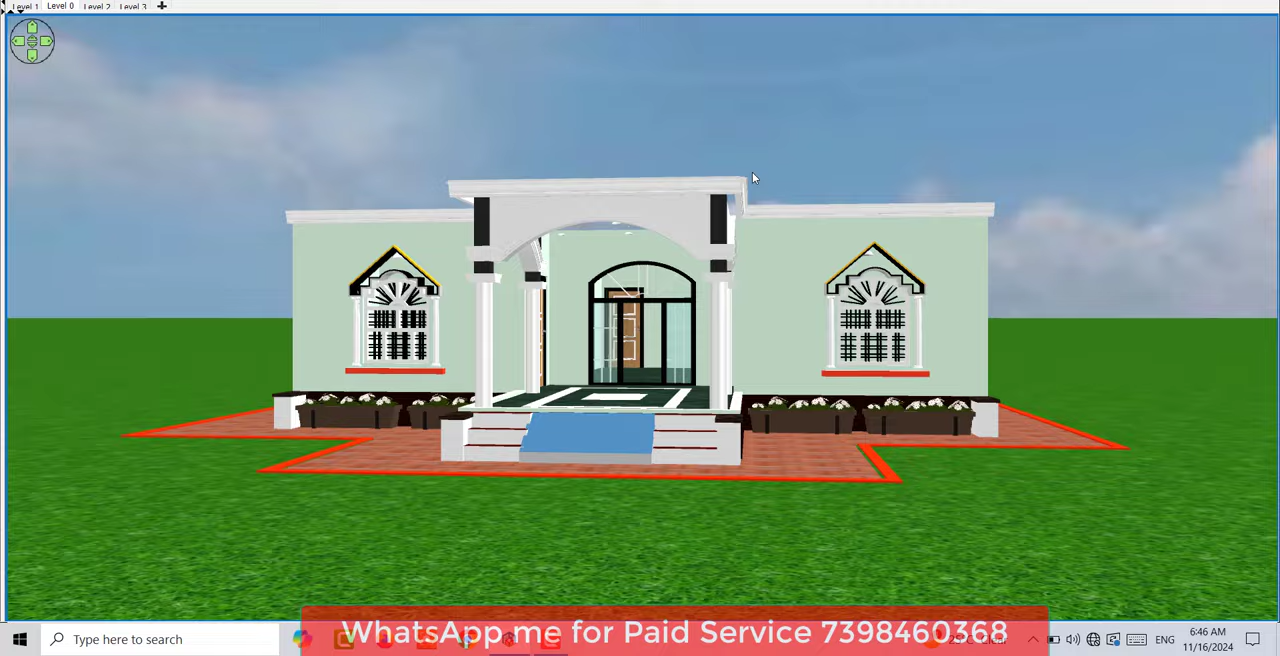 Level 1 Level 0 Level 2 Level 3
WhatsApp me for Paid Service 7398460368
Type here to search
ENG
6:46 AM
11/16/2024